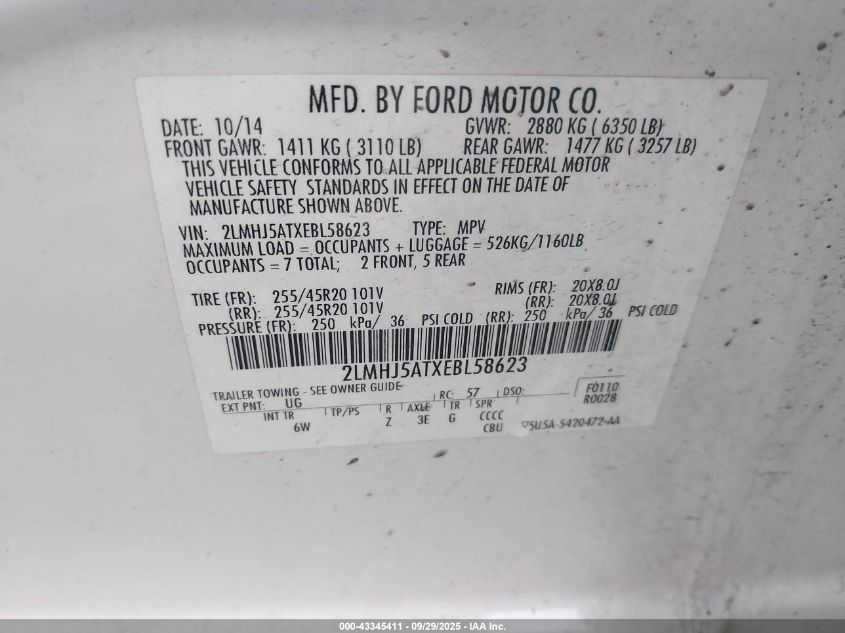 MFD. BY FORD MOTOR CO.
DATE: 10/14 GVWR: 2880 KG ( 6350 LB)
FRONT GAWR: 1411 KG ( 3110 LB) REAR GAWR: 1477 KG ( 3257 LB)
THIS VEHICLE CONFORMS TO ALL APPLICABLE FEDERAL MOTOR
VEHICLE SAFETY STANDARDS IN EFFECT ON THE DATE OF
MANUFACTURE SHOWN ABOVE.
VIN: 2LMHJ5ATXEBL58623 TYPE: MPV
MAXIMUM LOAD = OCCUPANTS + LUGGAGE = 526KG/1160LB
OCCUPANTS = 7 TOTAL; 2 FRONT, 5 REAR
TIRE (FR): 255/45R20 101V RIMS (FR): 20X8.0J
(RR): 255/45R20 101V (RR): 20X8.0J
PRESSURE (FR): 250 kPa/ 36 PSI COLD (RR): 250 kPa/ 36 PSI COLD
2LMHJ5ATXEBL58623
TRAILER TOWING - SEE OWNER GUIDE
EXT PNT: UG RC: 57 DSO: F0110
R0028
INT TR TP/PS R AXLE TR SPR
6W Z 3E G CCCC
CBU 5U5A-5420472-AA
000-43345411 - 09/29/2025 - IAA Inc.